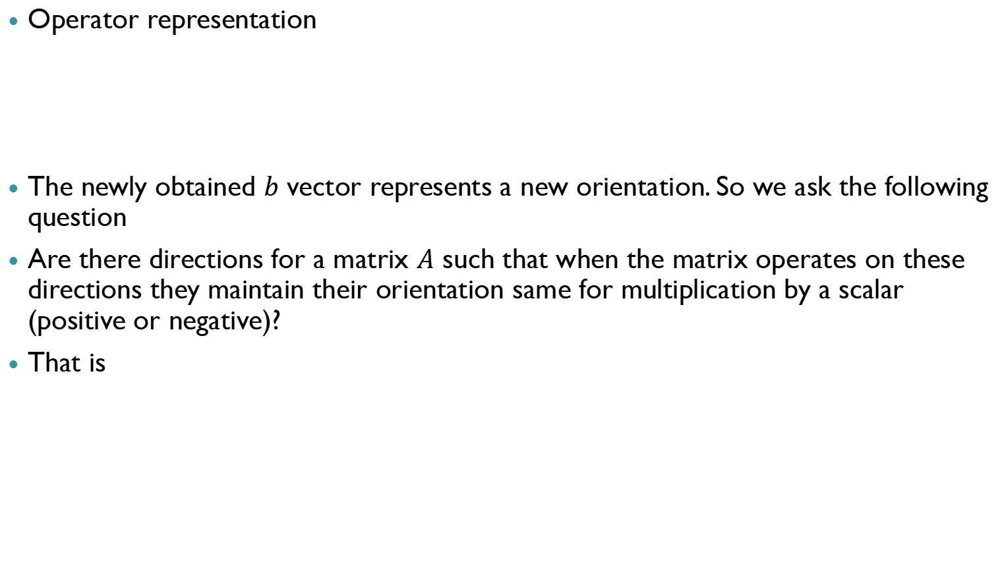 • Operator representation
• The newly obtained b vector represents a new orientation. So we ask the following
question
• Are there directions for a matrix A such that when the matrix operates on these
directions they maintain their orientation same for multiplication by a scalar
(positive or negative)?
• That is